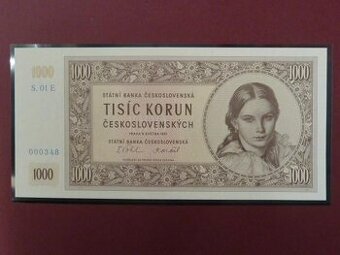 1000
S. 01 E
1000
STÁTNÍ BANKA ČESKOSLOVENSKÁ
TISÍC KORUN
ČESKOSLOVENSKÝCH
STÁTNÍ BANKA ČESKOSLOVENSKÁ
000348
1000
1000